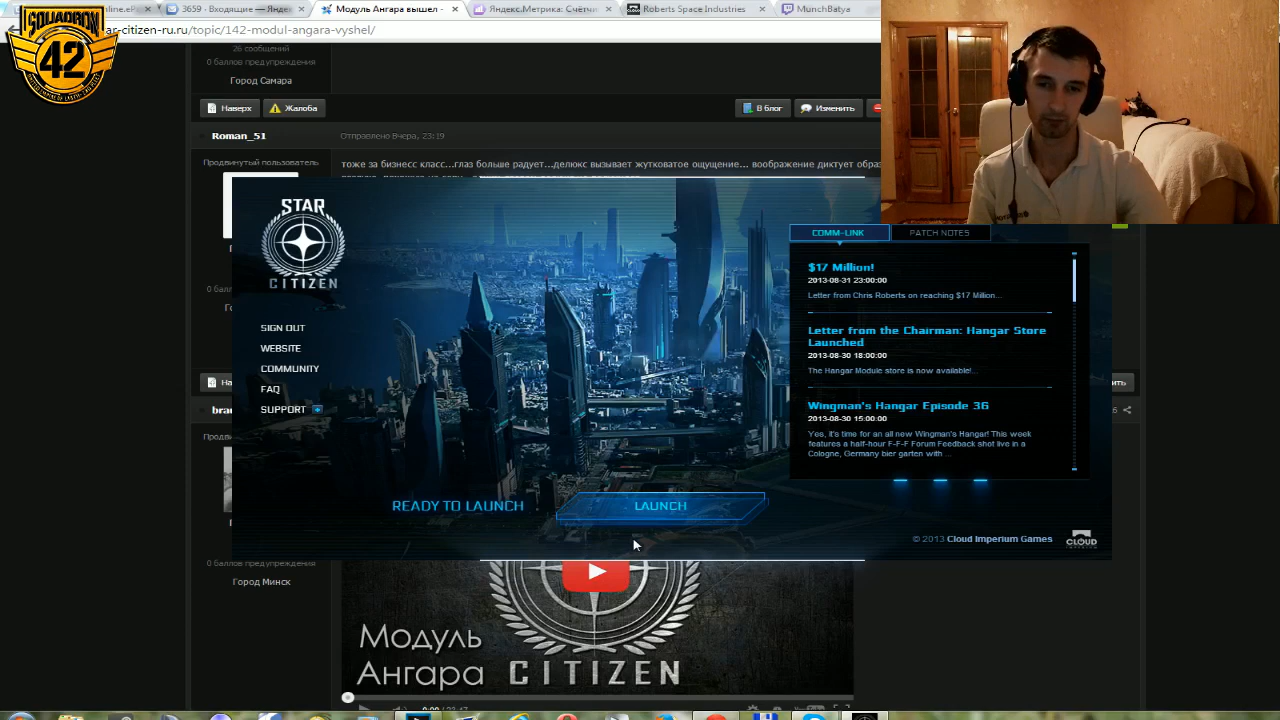 3659 - Входящие — Янде
Модуль Ангара вышел -
Яндекс.Метрика: Счётчи
Roberts Space Industries
MunchBatya
ar-citizen-ru.ru/topic/142-modul-angara-vyshel/
SQUADRON
42
26 сообщений
0 баллов предупреждения
Город Самара
Наверх
Жалоба
В блог
Изменить
Roman_51
Отправлено Вчера, 23:19
Продвинутый пользователь
тоже за бизнесс класс...глаз больше радует...делюкс вызывает жутковатое ощущение... воображение диктует образ
STAR
CITIZEN
SIGN OUT
WEBSITE
COMMUNITY
FAQ
SUPPORT
COMM-LINK
PATCH NOTES
$17 Million!
2013-08-31 23:00:00
Letter from Chris Roberts on reaching $17 Million...
Letter from the Chairman: Hangar Store
Launched
2013-08-30 18:00:00
The Hangar Module store is now available!...
Wingman's Hangar Episode 36
2013-08-30 15:00:00
Yes, it's time for an all new Wingman's Hangar! This week
features a half-hour F-F-F Forum Feedback shot live in a
Cologne, Germany bier garten with ...
READY TO LAUNCH
LAUNCH
© 2013 Cloud Imperium Games
CLOUD
IMPERIUM
0 баллов предупреждения
Город Минск
Модуль
Ангара
CITIZEN